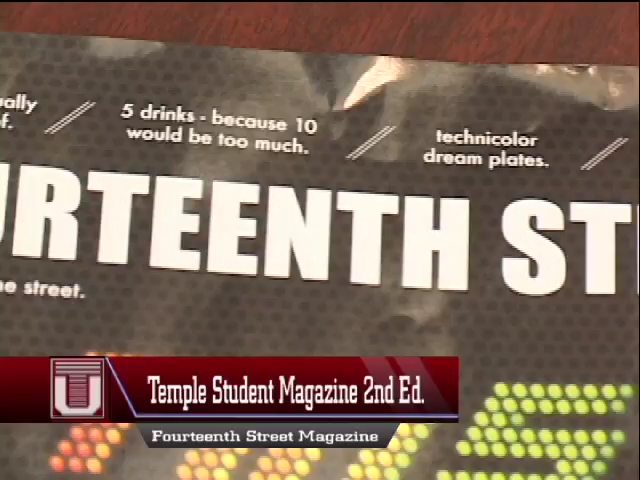 ually
f.
5 drinks - because 10
would be too much.
technicolor
dream plates.
URTEENTH ST
e street.
Temple Student Magazine 2nd Ed.
Fourteenth Street Magazine